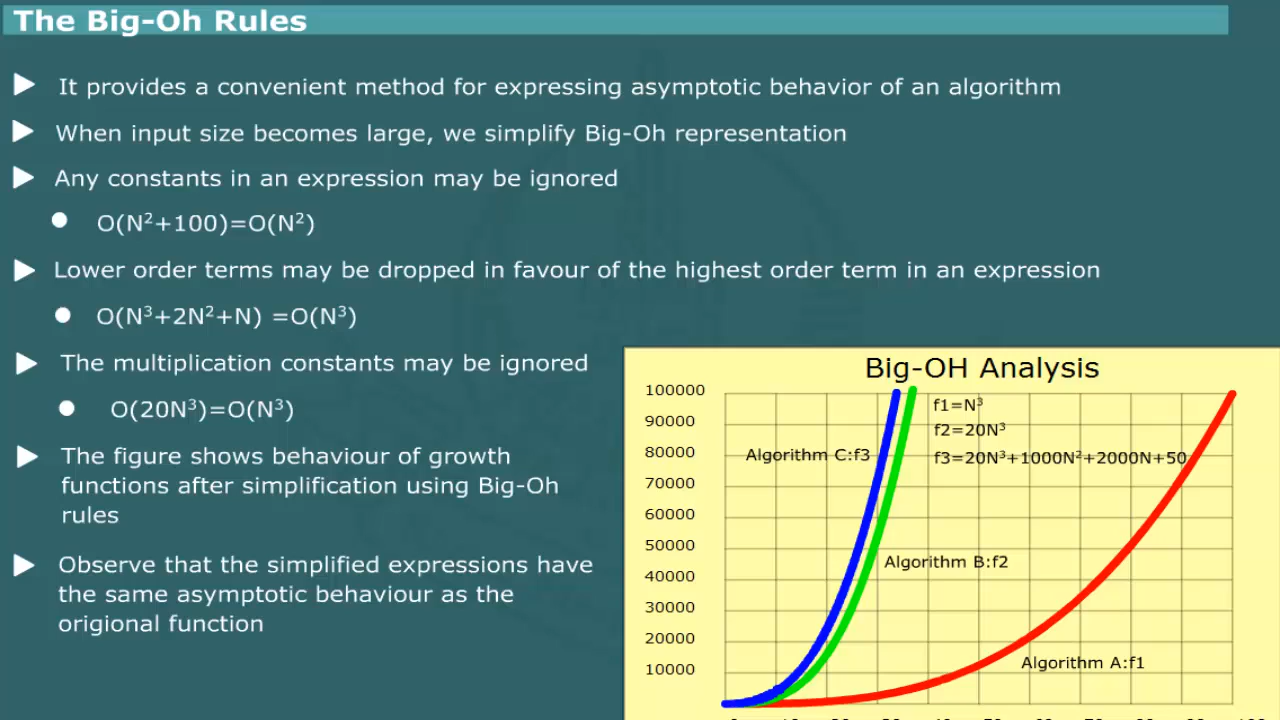 The Big-Oh Rules
It provides a convenient method for expressing asymptotic behavior of an algorithm
When input size becomes large, we simplify Big-Oh representation
Any constants in an expression may be ignored
O(N²+100)=O(N²)
Lower order terms may be dropped in favour of the highest order term in an expression
O(N³+2N²+N) =O(N³)
The multiplication constants may be ignored
O(20N³)=O(N³)
The figure shows behaviour of growth
functions after simplification using Big-Oh
rules
Observe that the simplified expressions have
the same asymptotic behaviour as the
origional function
Big-OH Analysis
100000
90000
80000
70000
60000
50000
40000
30000
20000
10000
f1=N³
f2=20N³
f3=20N³+1000N²+2000N+50
Algorithm C:f3
Algorithm B:f2
Algorithm A:f1